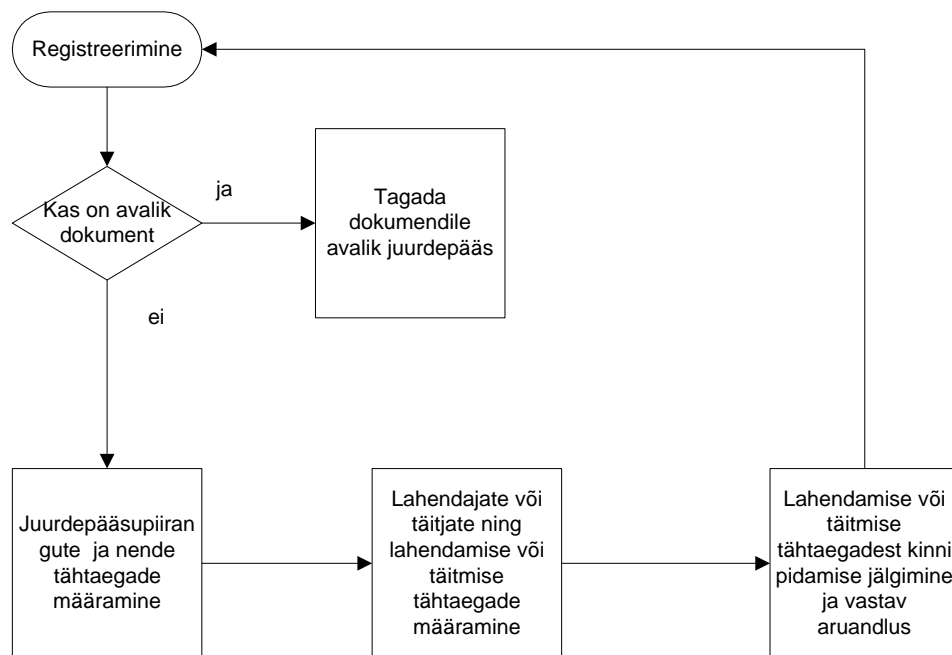 Registreerimine
ja
Kas on avalik
dokument
Tagada
dokumendile
avalik juurdepääs
ei
Juurdepääsupiiran
gute ja nende
tähtaegade
määramine
Lahendajate või
täitjate ning
lahendamise või
täitmise
tähtaegade
määramine
Lahendamise või
täitmise
tähtaegadest kinni
pidamise jälgimine
ja vastav
aruandlus